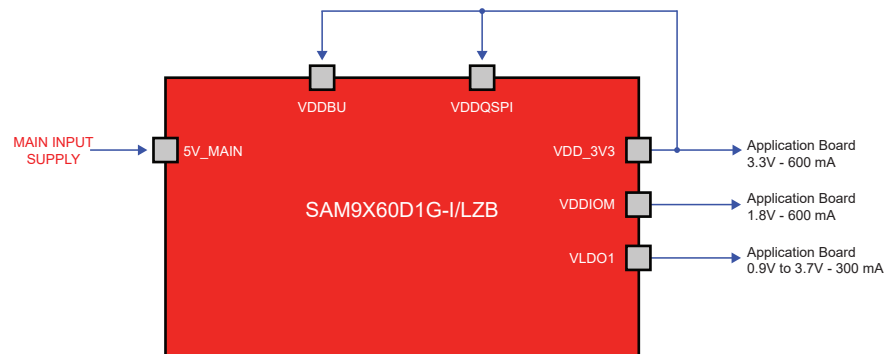 VDDBU
VDDQSPI
MAIN INPUT
SUPPLY
5V_MAIN
VDD_3V3
Application Board
3.3V - 600 mA
SAM9X60D1G-I/LZB
VDDIOM
Application Board
1.8V - 600 mA
VLDO1
Application Board
0.9V to 3.7V - 300 mA